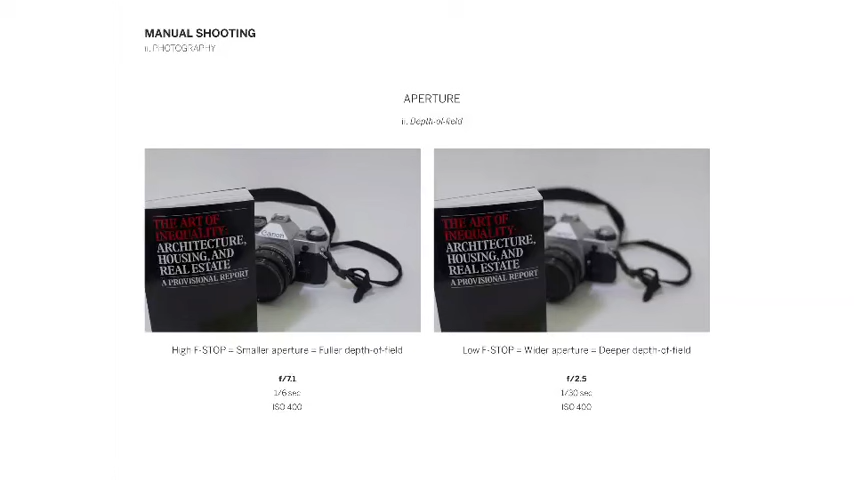 MANUAL SHOOTING
ii. PHOTOGRAPHY
APERTURE
ii. Depth-of-field
THE ART OF
INEQUALITY:
ARCHITECTURE,
HOUSING, AND
REAL ESTATE
A PROVISIONAL REPORT
Canon
THE ART OF
INEQUALITY:
ARCHITECTURE,
HOUSING, AND
REAL ESTATE
A PROVISIONAL REPORT
High F-STOP = Smaller aperture = Fuller depth-of-field
Low F-STOP = Wider aperture = Deeper depth-of-field
f/7.1
1/6 sec
ISO 400
f/2.5
1/30 sec
ISO 400